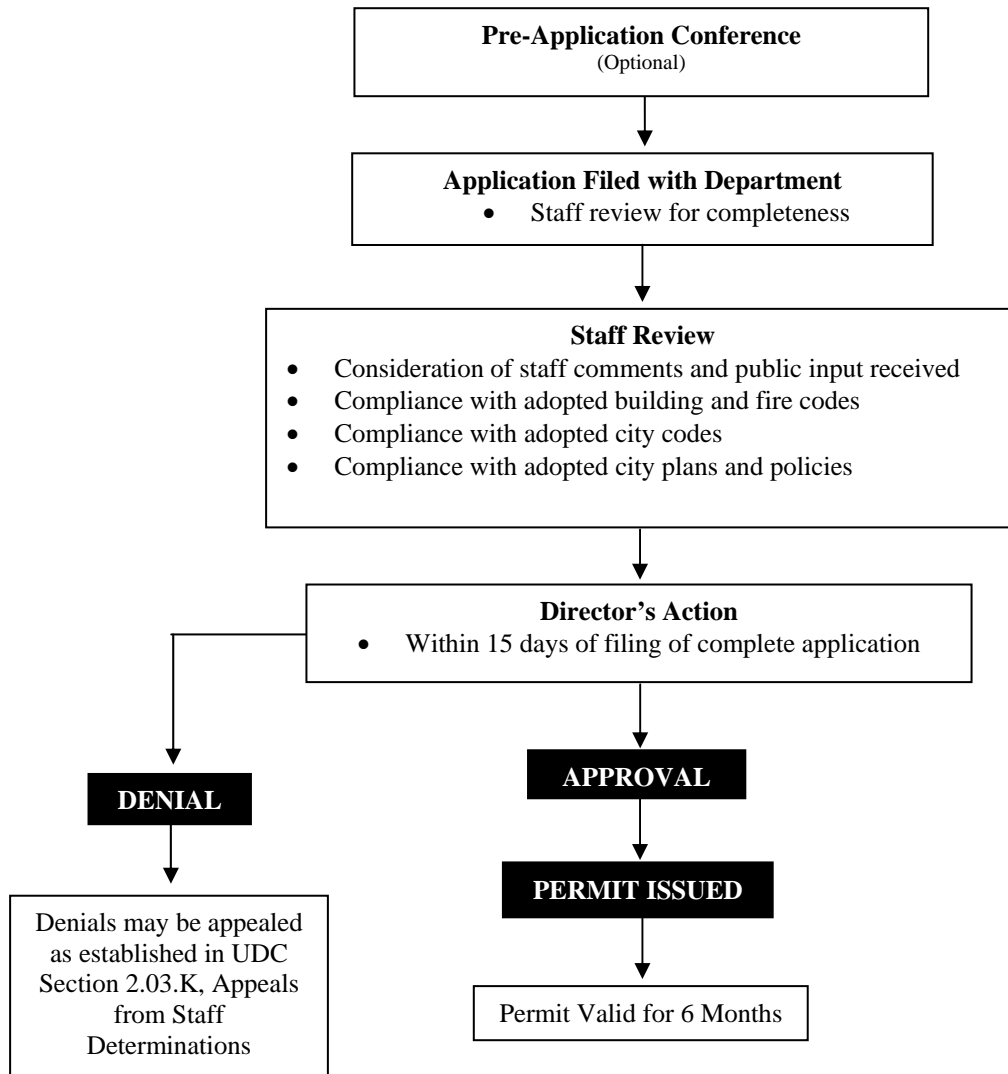 Pre-Application Conference
(Optional)
Application Filed with Department
• Staff review for completeness
Staff Review
• Consideration of staff comments and public input received
• Compliance with adopted building and fire codes
• Compliance with adopted city codes
• Compliance with adopted city plans and policies
Director’s Action
• Within 15 days of filing of complete application
DENIAL
APPROVAL
PERMIT ISSUED
Denials may be appealed
as established in UDC
Section 2.03.K, Appeals
from Staff
Determinations
Permit Valid for 6 Months